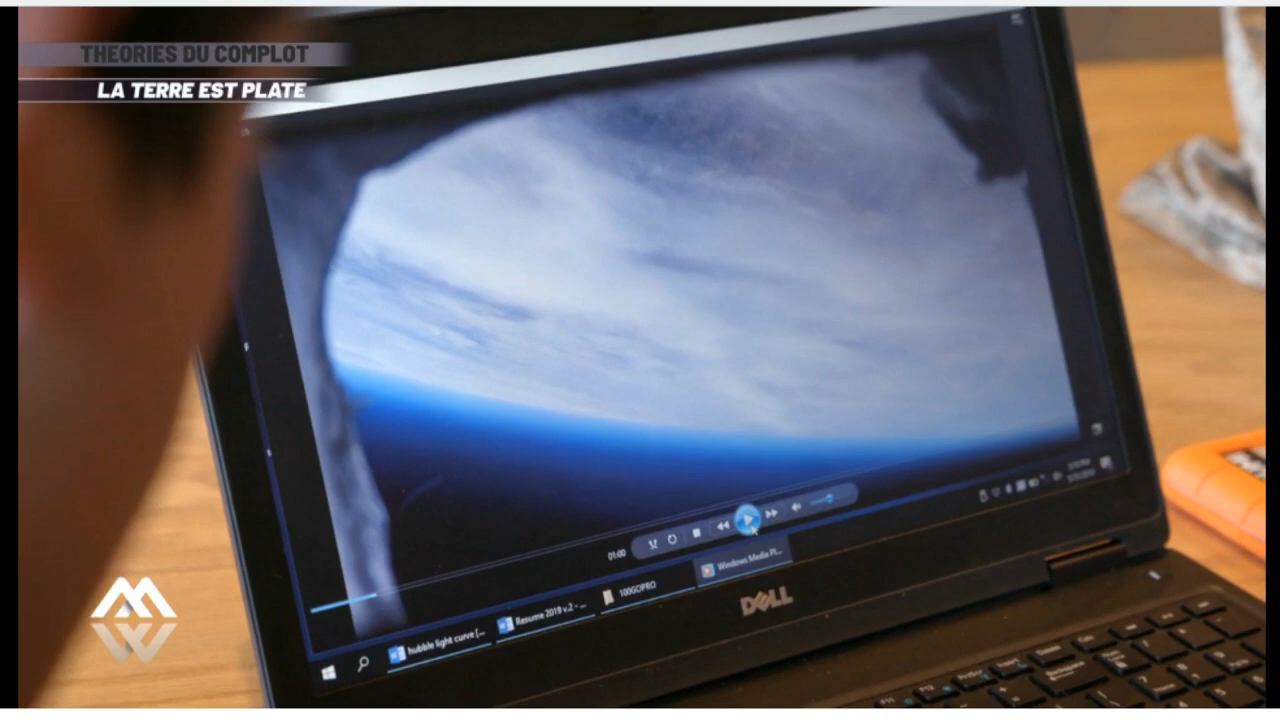 THEORIES DU COMPLOT
LA TERRE EST PLATE
01:00
hubble light curve (...
Resume 2019 v.2 - ...
100GOPRO
Windows Media Pl...
DELL